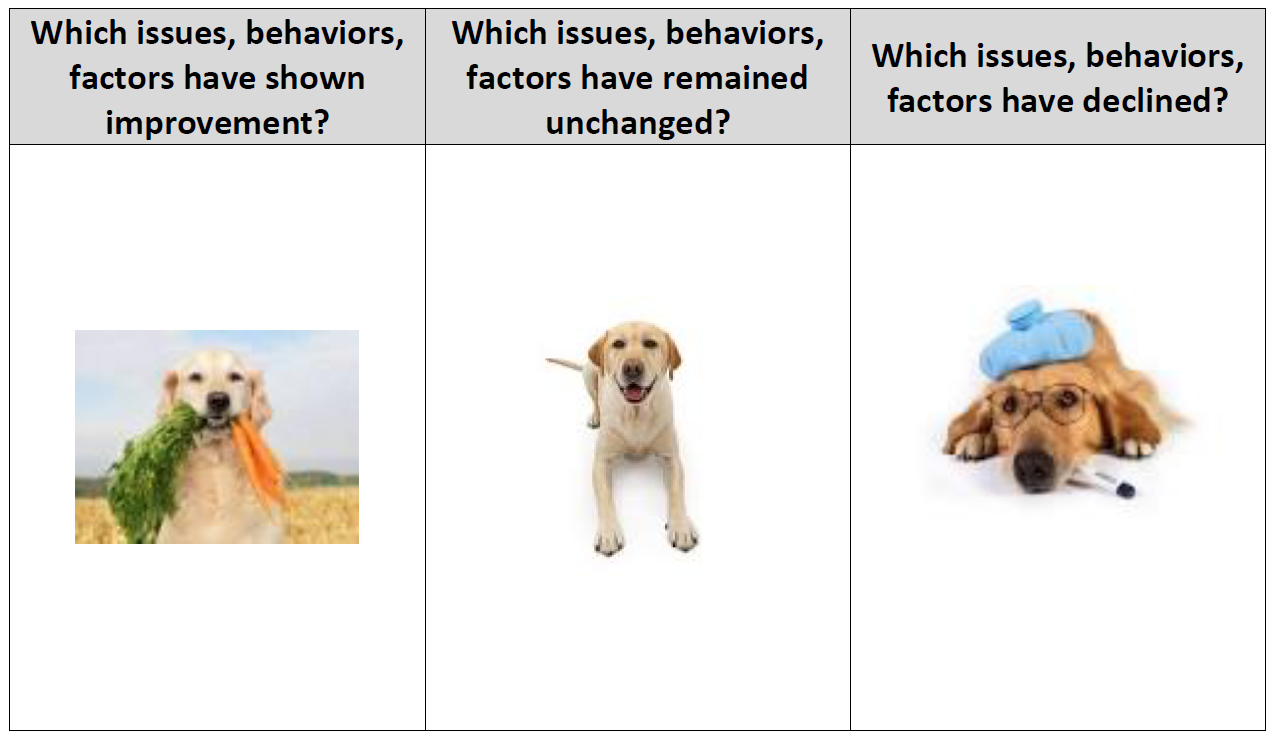 Which issues, behaviors,
factors have shown
improvement?
Which issues, behaviors,
factors have remained
unchanged?
Which issues, behaviors,
factors have declined?